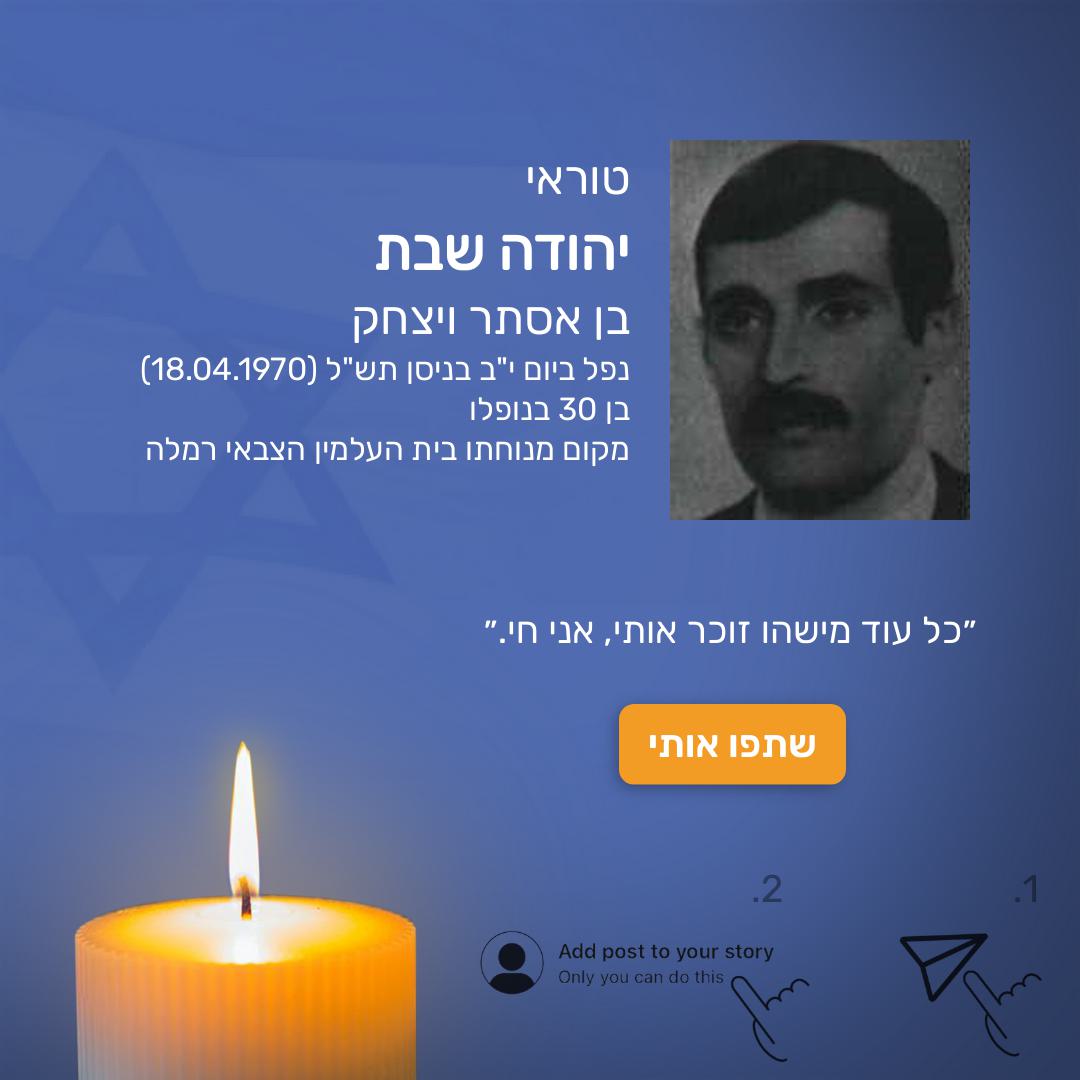 טוראי
יהודה שבת
בן אסתר ויצחק
נפל ביום י"ב בניסן תש"ל (18.04.1970)
בן 30 בנופלו
מקום מנוחתו בית העלמין הצבאי רמלה
״כל עוד מישהו זוכר אותי, אני חי.״
שתפו אותי
.1
.2
Add post to your story
Only you can do this